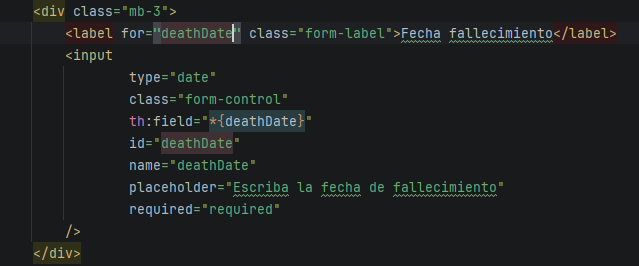 <div class="mb-3">
<label for="deathDate" class="form-label">Fecha fallecimiento</label>
<input
type="date"
class="form-control"
th:field="*{deathDate}"
id="deathDate"
name="deathDate"
placeholder="Escriba la fecha de fallecimiento"
required="required"
/>
</div>